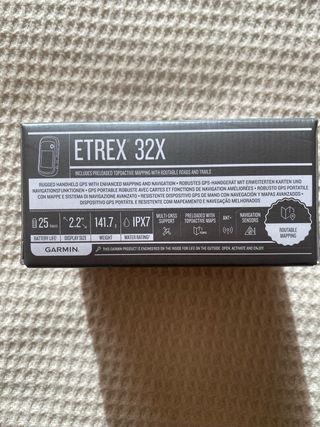 ETREX 32X
INCLUDES PRELOADED TOPOACTIVE MAPPING WITH ROUTABLE ROADS AND TRAILS
RUGGED HANDHELD GPS WITH ENHANCED MAPPING AND NAVIGATION • ROBUSTES GPS-HANDGERÄT MIT ERWEITERTEN KARTEN UND
NAVIGATIONSFUNKTIONEN • GPS PORTABLE ROBUSTE AVEC CARTES ET FONCTIONS DE NAVIGATION AMÉLIORÉES • ROBUSTO GPS PORTATILE
CON MAPPE E SISTEMA DI NAVIGAZIONE AVANZATO • DISPOSITIVO GPS PORTÁTIL Y RESISTENTE CON NAVEGACIÓN Y MAPAS AVANZADOS •
DISPOSITIVO GPS PORTÁTIL E RESISTENTE COM MAPEAMENTO E NAVEGAÇÃO MELHORADOS
25 HOURS
BATTERY LIFE
2.2"
DISPLAY SIZE
141.7
WEIGHT
IPX7
WATER RATING
MULTI-GNSS
SUPPORT
PRELOADED WITH
TOPOACTIVE MAPS
ANT+
NAVIGATION
SENSORS
ROUTABLE
MAPPING
GARMIN
THIS GARMIN PRODUCT IS ENGINEERED ON THE INSIDE FOR LIFE ON THE OUTSIDE. OPEN, ACTIVATE AND ENJOY.